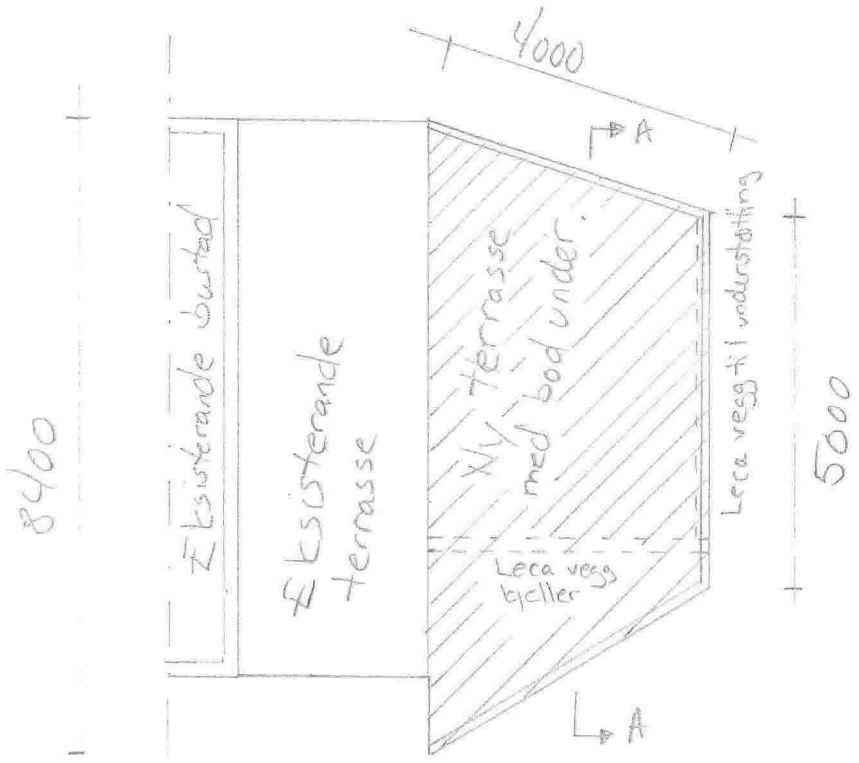 4000
A
8400
Eksisterande bustad
Eksisterande
terrasse
Ny terrasse
med bod under.
Leca vegg til understøtting
5000
Leca vegg
kjeller
A